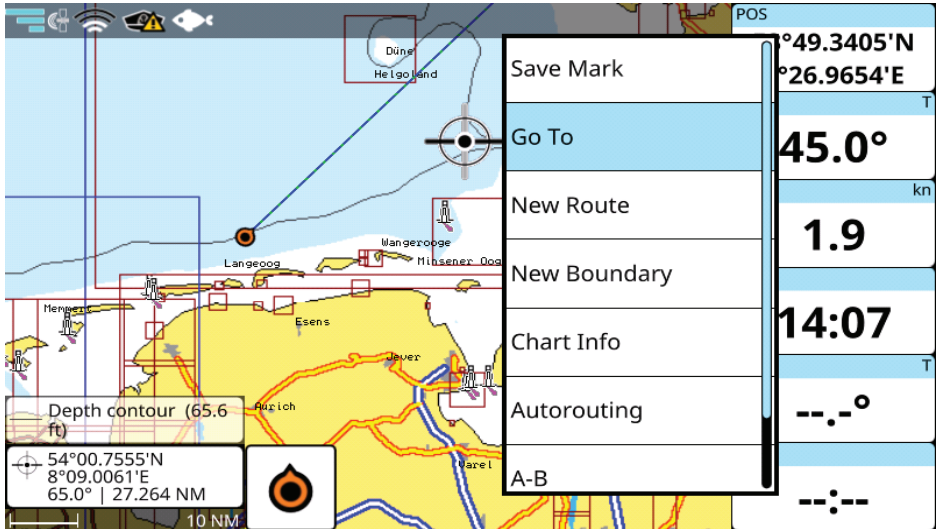 POS
°49.3405'N
°26.9654'E
T
45.0°
kn
1.9
14:07
T
--.-°
--:--
Save Mark
Go To
New Route
New Boundary
Chart Info
Autorouting
A-B
Düne
Helgoland
Wangerooge
Langeoog
Minsener Oog
Memmert
Esens
Jever
Aurich
Varel
Depth contour (65.6
ft)
54°00.7555'N
8°09.0061'E
65.0° | 27.264 NM
10 NM